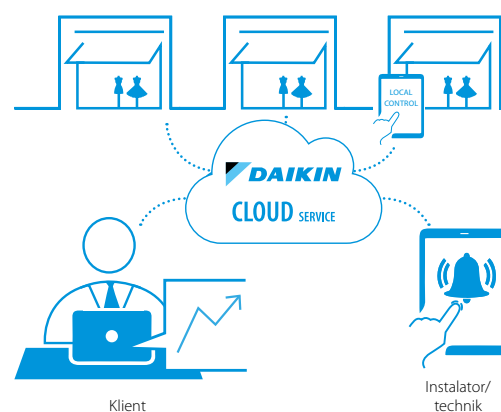 LOCAL
CONTROL
DAIKIN
CLOUD SERVICE
Klient
Instalator/
technik